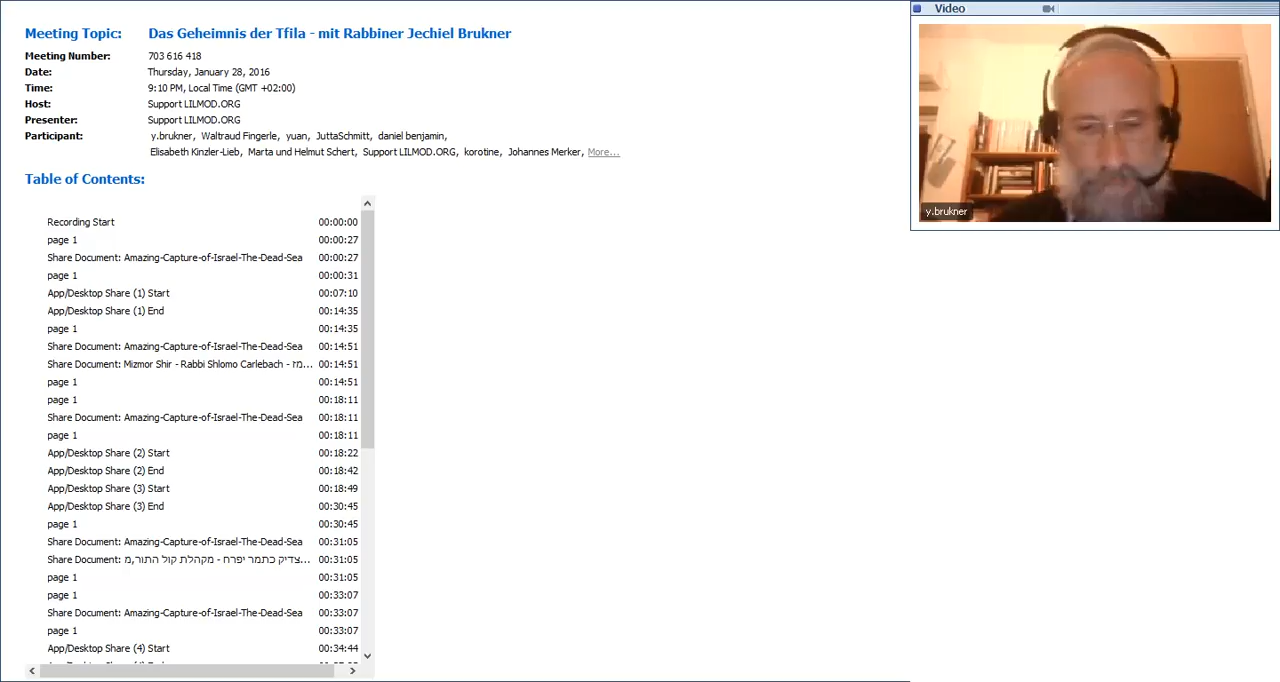 Meeting Topic: Das Geheimnis der Tfila - mit Rabbiner Jechiel Brukner
Meeting Number: 703 616 418
Date: Thursday, January 28, 2016
Time: 9:10 PM, Local Time (GMT +02:00)
Host: Support LILMOD.ORG
Presenter: Support LILMOD.ORG
Participant: y.brukner, Waltraud Fingerle, yuan, JuttaSchmitt, daniel benjamin,
Elisabeth Kinzler-Lieb, Marta und Helmut Schert, Support LILMOD.ORG, korotine, Johannes Merker, More...
Table of Contents:
Recording Start 00:00:00
page 1 00:00:27
Share Document: Amazing-Capture-of-Israel-The-Dead-Sea 00:00:27
page 1 00:00:31
App/Desktop Share (1) Start 00:07:10
App/Desktop Share (1) End 00:14:35
page 1 00:14:35
Share Document: Amazing-Capture-of-Israel-The-Dead-Sea 00:14:51
Share Document: Mizmor Shir - Rabbi Shlomo Carlebach - מז... 00:14:51
page 1 00:14:51
page 1 00:18:11
Share Document: Amazing-Capture-of-Israel-The-Dead-Sea 00:18:11
page 1 00:18:11
App/Desktop Share (2) Start 00:18:22
App/Desktop Share (2) End 00:18:42
App/Desktop Share (3) Start 00:18:49
App/Desktop Share (3) End 00:30:45
page 1 00:30:45
Share Document: Amazing-Capture-of-Israel-The-Dead-Sea 00:31:05
Share Document: צדיק כתמר יפרח - מקהלת קול התור,מ... 00:31:05
page 1 00:31:05
page 1 00:33:07
Share Document: Amazing-Capture-of-Israel-The-Dead-Sea 00:33:07
page 1 00:33:07
App/Desktop Share (4) Start 00:34:44
Video
y.brukner